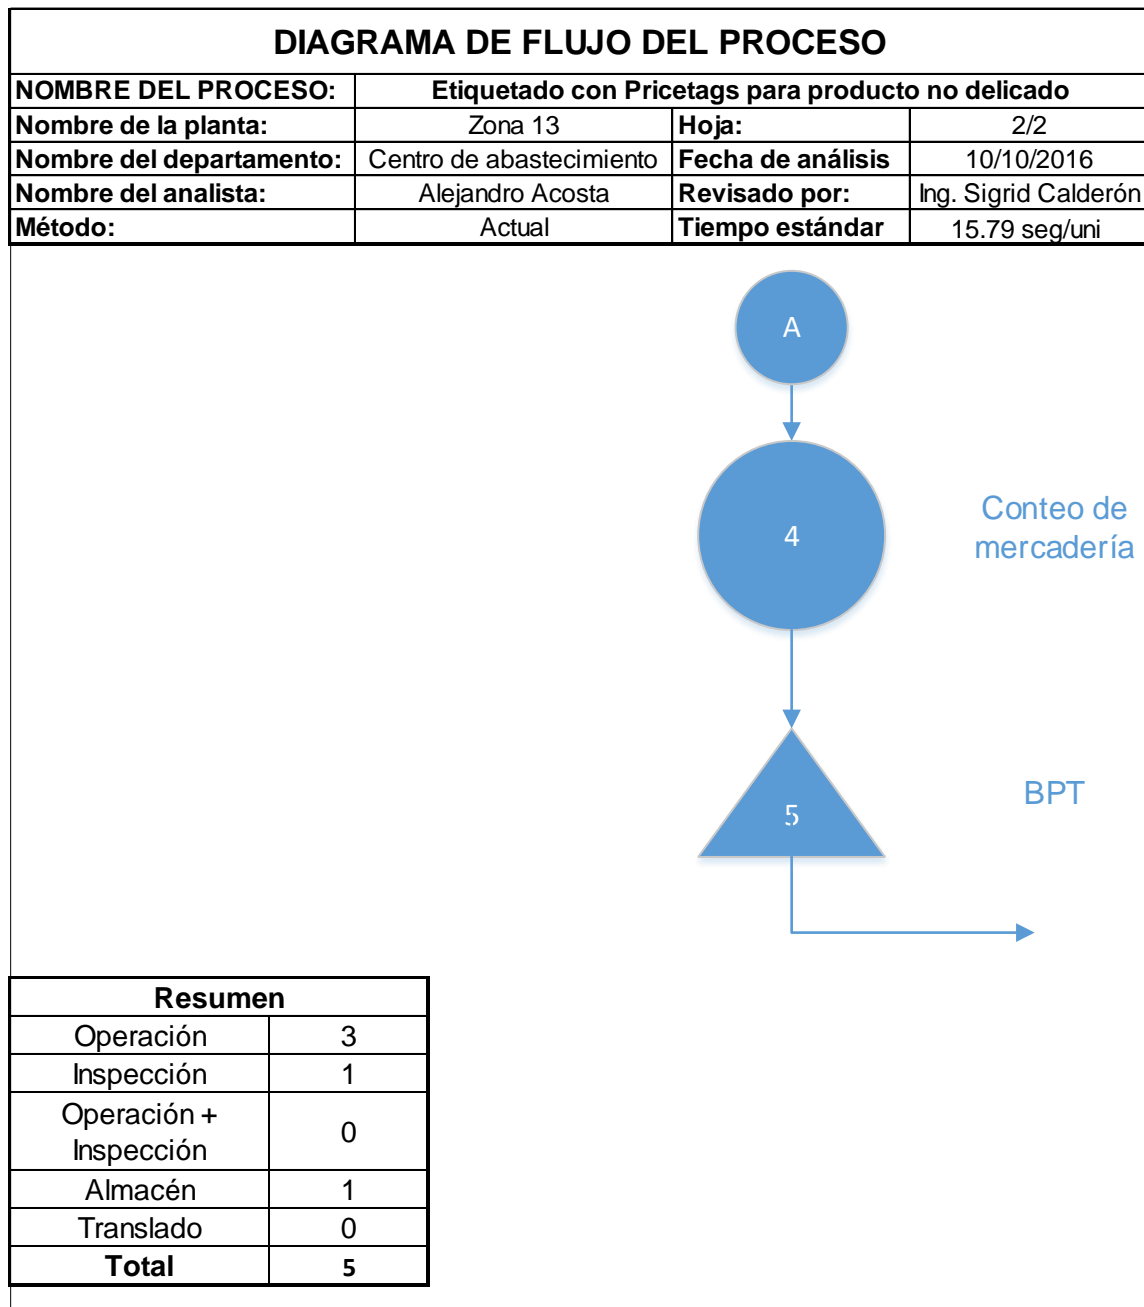 DIAGRAMA DE FLUJO DEL PROCESO
NOMBRE DEL PROCESO: Etiquetado con Pricetags para producto no delicado
Nombre de la planta: Zona 13 Hoja: 2/2
Nombre del departamento: Centro de abastecimiento Fecha de análisis 10/10/2016
Nombre del analista: Alejandro Acosta Revisado por: Ing. Sigrid Calderón
Método: Actual Tiempo estándar 15.79 seg/uni
A
4
Conteo de
mercadería
5
BPT
Resumen
Operación 3
Inspección 1
Operación +
Inspección 0
Almacén 1
Translado 0
Total 5